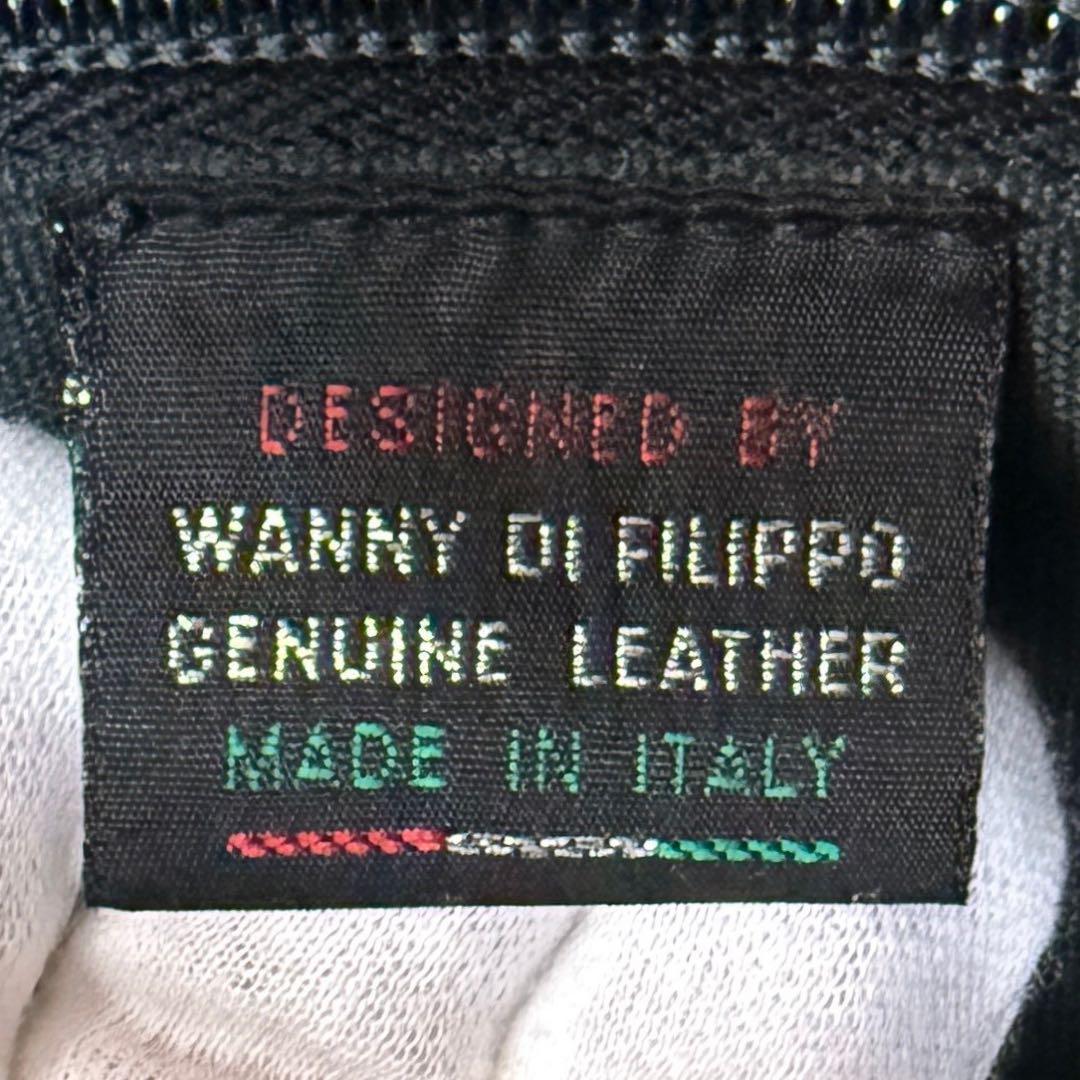 DESIGNED BY
WANNY DI FILIPPO
GENUINE LEATHER
MADE IN ITALY